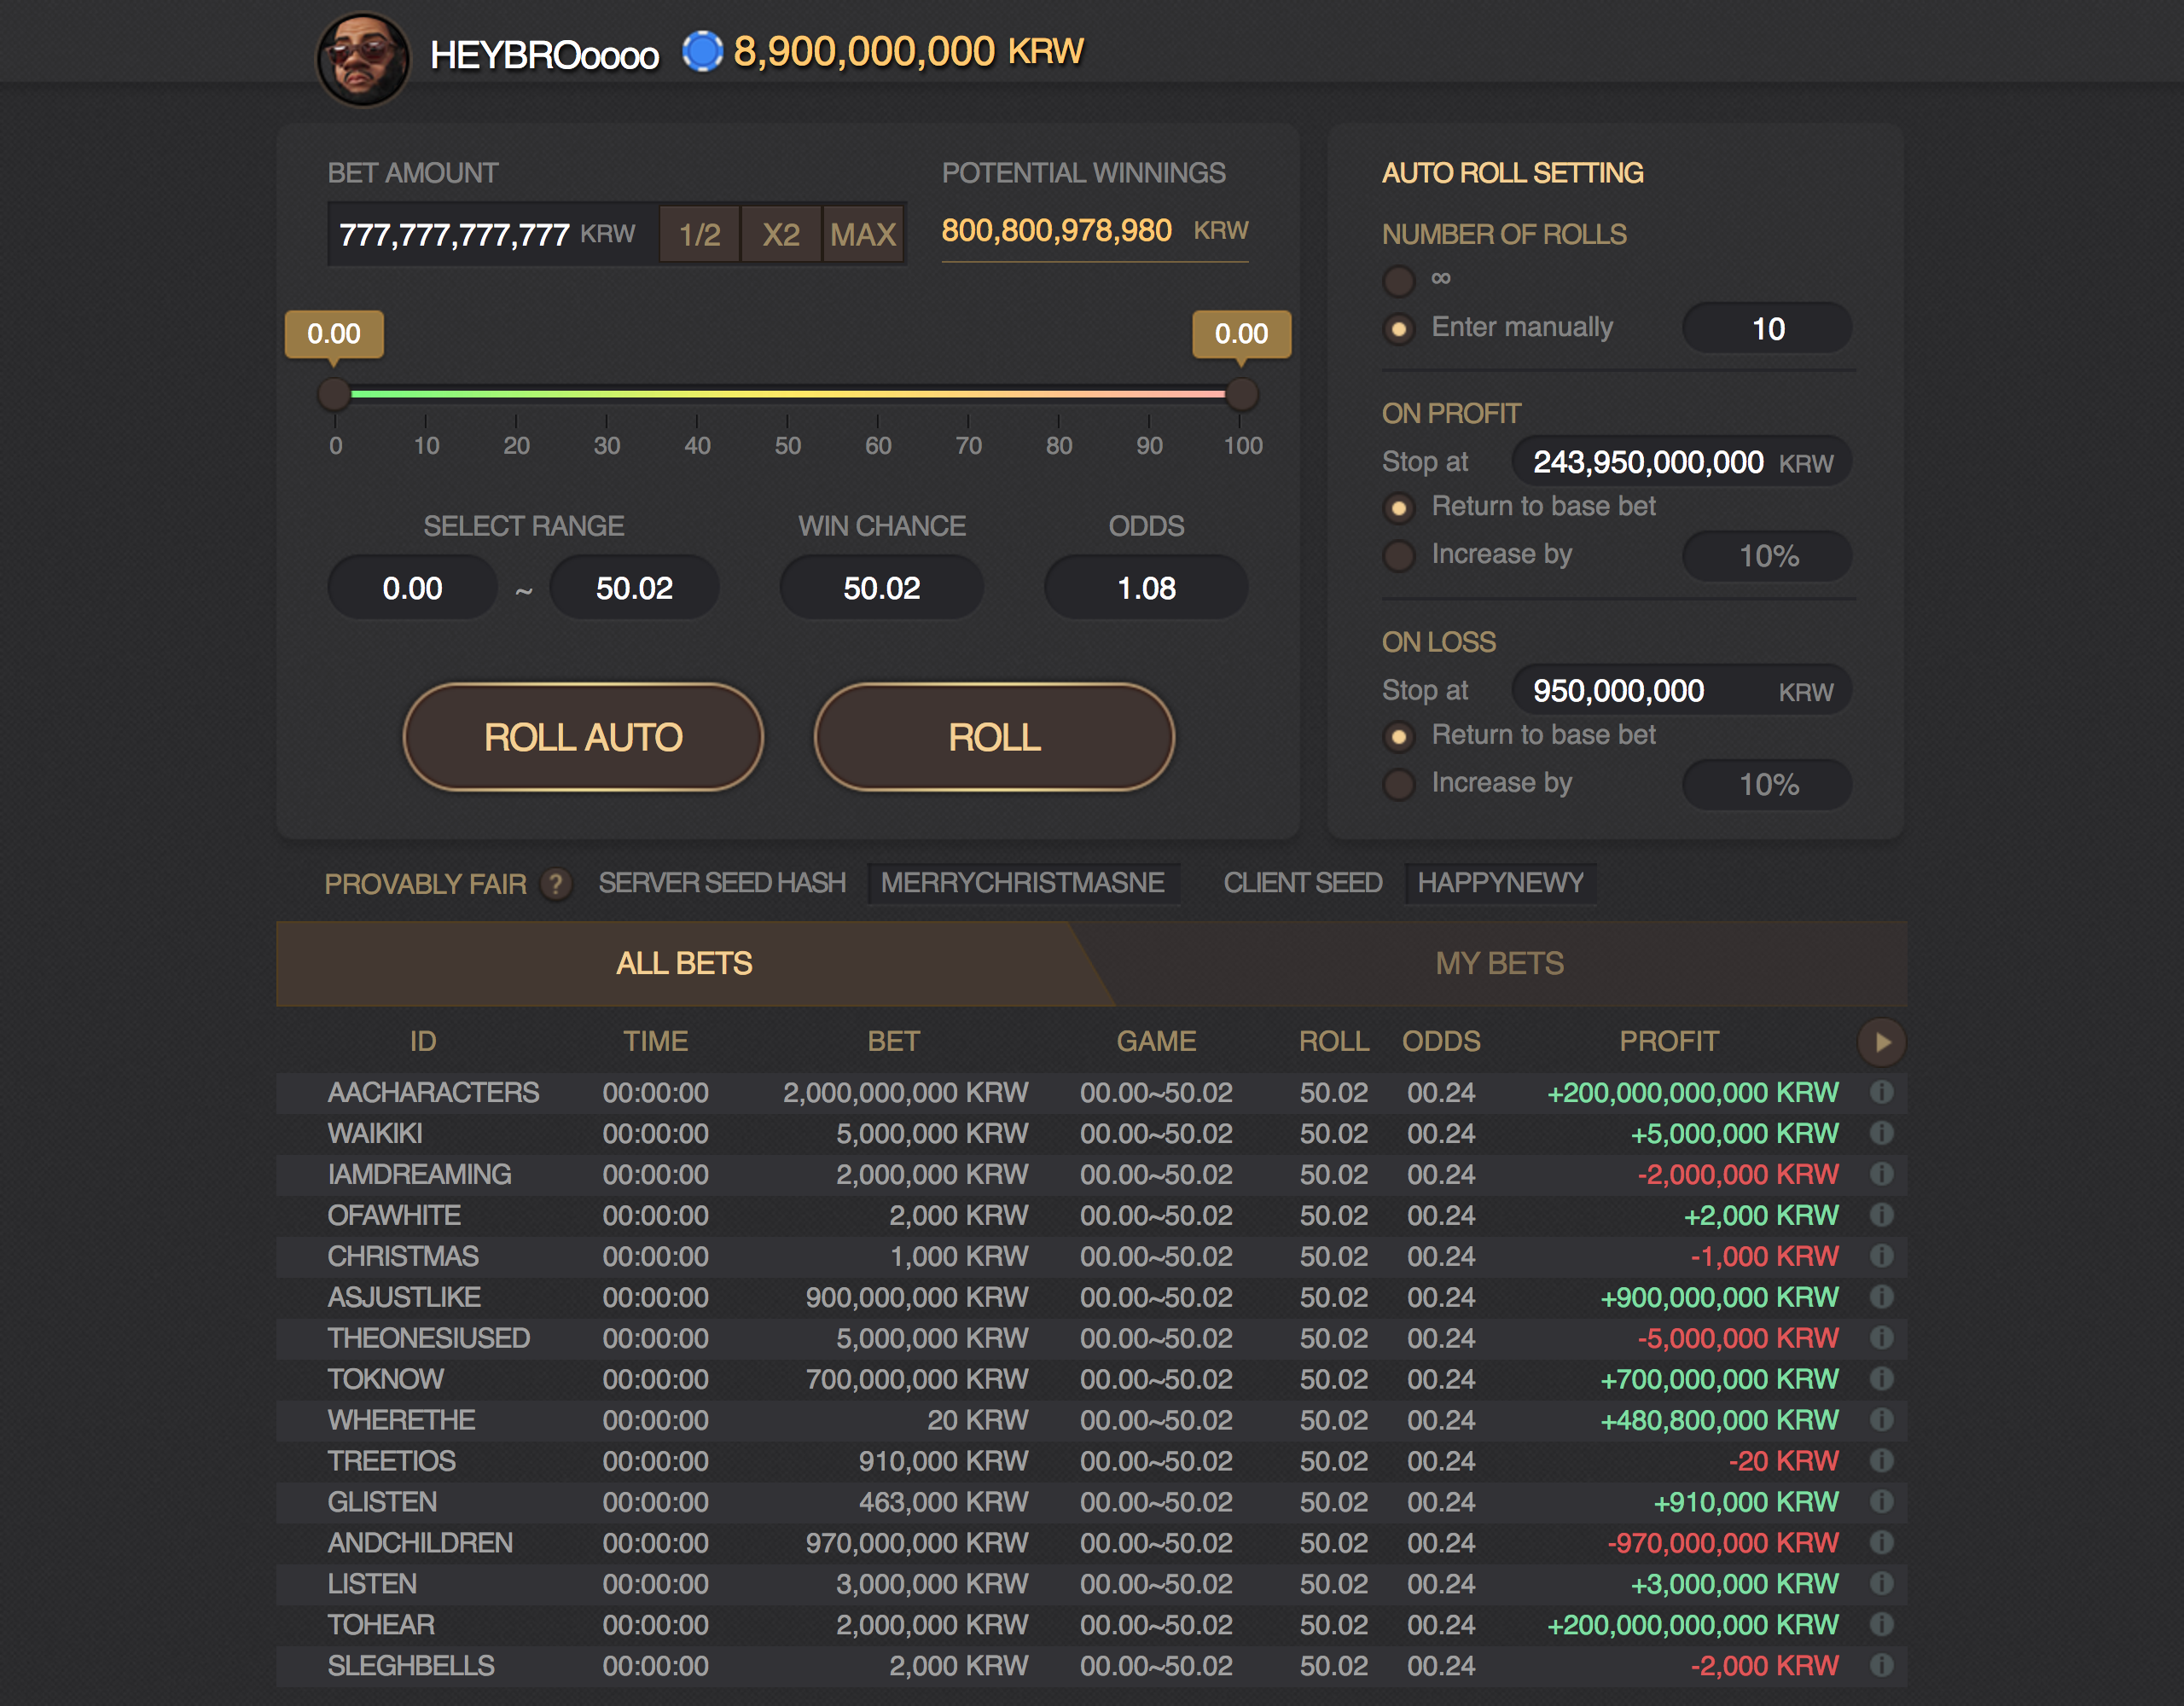 HEYBROoooo 8,900,000,000 KRW
BET AMOUNT
777,777,777,777 KRW 1/2 X2 MAX
POTENTIAL WINNINGS
800,800,978,980 KRW
0.00 0.00
0 10 20 30 40 50 60 70 80 90 100
SELECT RANGE WIN CHANCE ODDS
0.00 ~ 50.02 50.02 1.08
ROLL AUTO ROLL
AUTO ROLL SETTING
NUMBER OF ROLLS
∞
Enter manually 10
ON PROFIT
Stop at 243,950,000,000 KRW
Return to base bet
Increase by 10%
ON LOSS
Stop at 950,000,000 KRW
Return to base bet
Increase by 10%
PROVABLY FAIR ? SERVER SEED HASH MERRYCHRISTMASNE CLIENT SEED HAPPYNEWY
ALL BETS MY BETS
ID TIME BET GAME ROLL ODDS PROFIT
AACHARACTERS 00:00:00 2,000,000,000 KRW 00.00~50.02 50.02 00.24 +200,000,000,000 KRW i
WAIKIKI 00:00:00 5,000,000 KRW 00.00~50.02 50.02 00.24 +5,000,000 KRW i
IAMDREAMING 00:00:00 2,000,000 KRW 00.00~50.02 50.02 00.24 -2,000,000 KRW i
OFAWHITE 00:00:00 2,000 KRW 00.00~50.02 50.02 00.24 +2,000 KRW i
CHRISTMAS 00:00:00 1,000 KRW 00.00~50.02 50.02 00.24 -1,000 KRW i
ASJUSTLIKE 00:00:00 900,000,000 KRW 00.00~50.02 50.02 00.24 +900,000,000 KRW i
THEONESIUSED 00:00:00 5,000,000 KRW 00.00~50.02 50.02 00.24 -5,000,000 KRW i
TOKNOW 00:00:00 700,000,000 KRW 00.00~50.02 50.02 00.24 +700,000,000 KRW i
WHERETHE 00:00:00 20 KRW 00.00~50.02 50.02 00.24 +480,800,000 KRW i
TREETIOS 00:00:00 910,000 KRW 00.00~50.02 50.02 00.24 -20 KRW i
GLISTEN 00:00:00 463,000 KRW 00.00~50.02 50.02 00.24 +910,000 KRW i
ANDCHILDREN 00:00:00 970,000,000 KRW 00.00~50.02 50.02 00.24 -970,000,000 KRW i
LISTEN 00:00:00 3,000,000 KRW 00.00~50.02 50.02 00.24 +3,000,000 KRW i
TOHEAR 00:00:00 2,000,000 KRW 00.00~50.02 50.02 00.24 +200,000,000,000 KRW i
SLEGHBELLS 00:00:00 2,000 KRW 00.00~50.02 50.02 00.24 -2,000 KRW i